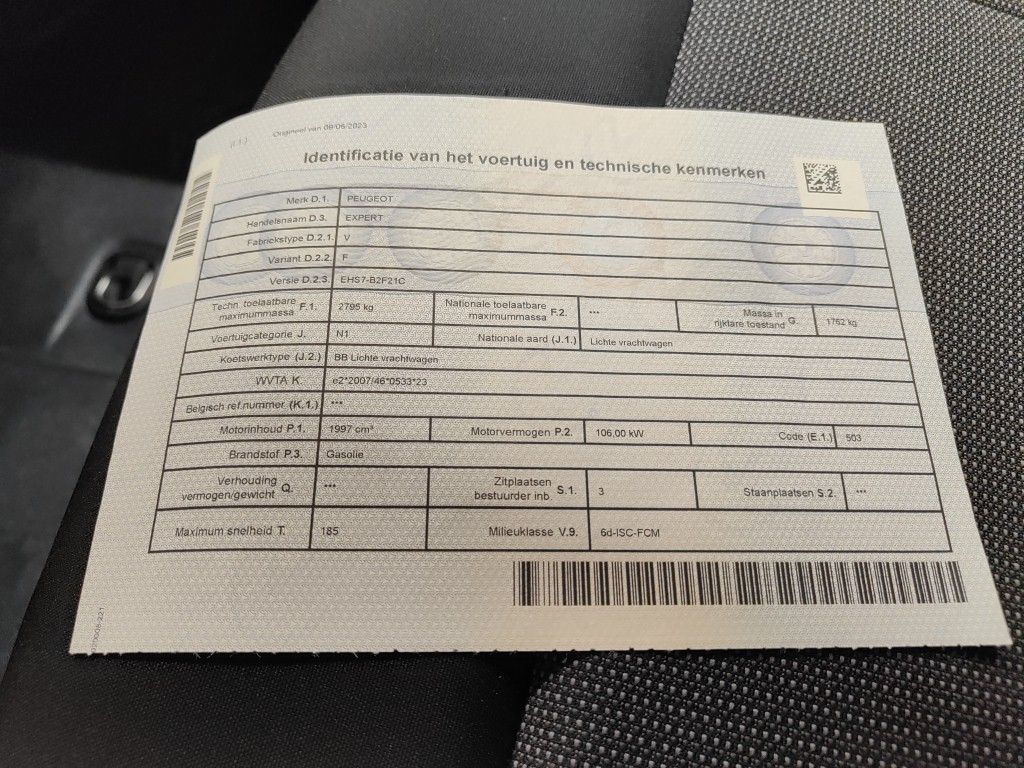 (I.1.) Origineel van 09/06/2023
Identificatie van het voertuig en technische kenmerken
Merk D.1. PEUGEOT
Handelsnaam D.3. EXPERT
Fabriekstype D.2.1. V
Variant D.2.2. F
Versie D.2.3. EHS7-B2F21C
Techn. toelaatbare maximummassa F.1. 2795 kg Nationale toelaatbare maximummassa F.2. *** Massa in rijklare toestand G. 1762 kg
Voertuigcategorie J. N1 Nationale aard (J.1.) Lichte vrachtwagen
Koetswerktype (J.2.) BB Lichte vrachtwagen
WVTA K. e2*2007/46*0533*23
Belgisch ref.nummer (K.1.) ***
Motorinhoud P.1. 1997 cm³ Motorvermogen P.2. 106,00 kW Code (E.1.) 503
Brandstof P.3. Gasolie
Verhouding vermogen/gewicht Q. *** Zitplaatsen bestuurder inb S.1. 3 Staanplaatsen S.2. ***
Maximum snelheid T. 185 Milieuklasse V.9. 6d-ISC-FCM